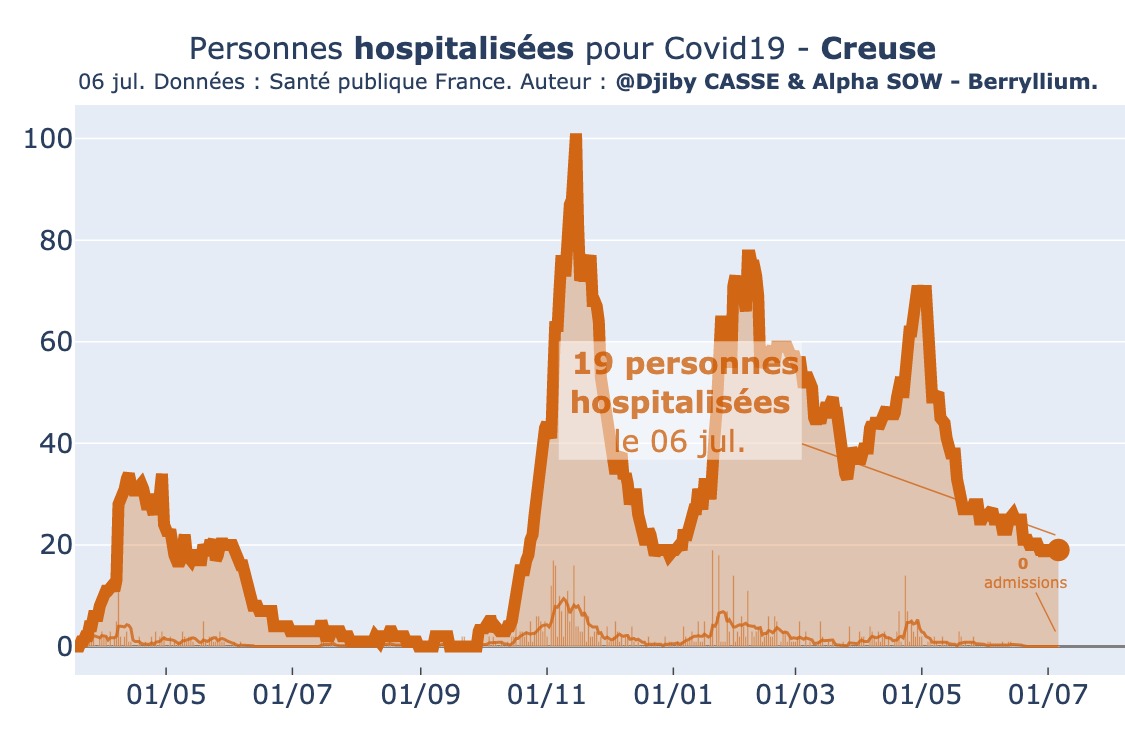 Personnes hospitalisées pour Covid19 - Creuse
06 jul. Données : Santé publique France. Auteur : @Djiby CASSE & Alpha SOW - Berryllium.
100
80
60
40
20
0
19 personnes
hospitalisées
le 06 jul.
0
admissions
01/05 01/07 01/09 01/11 01/01 01/03 01/05 01/07